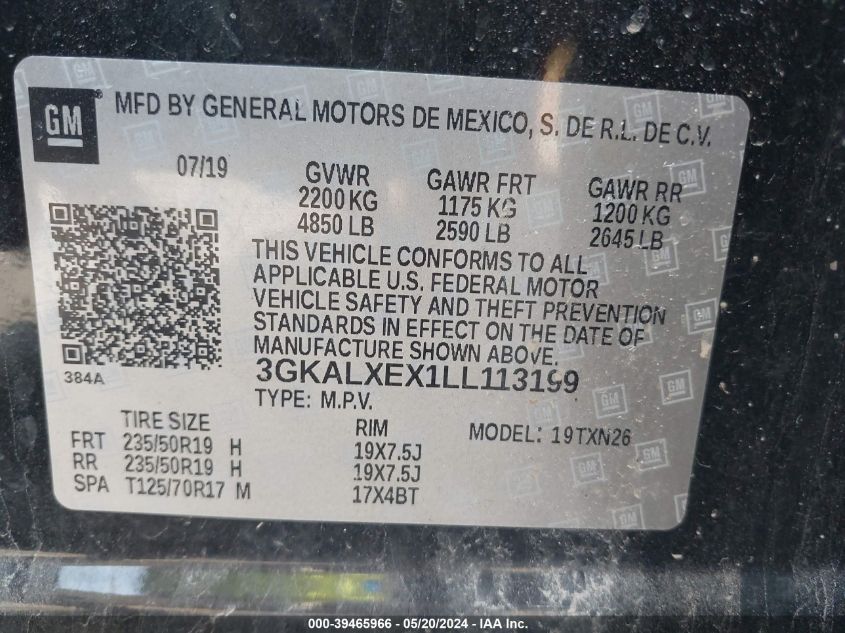 GM
MFD BY GENERAL MOTORS DE MEXICO, S. DE R.L. DE C.V.
07/19
GVWR GAWR FRT GAWR RR
2200 KG 1175 KG 1200 KG
4850 LB 2590 LB 2645 LB
THIS VEHICLE CONFORMS TO ALL
APPLICABLE U.S. FEDERAL MOTOR
VEHICLE SAFETY AND THEFT PREVENTION
STANDARDS IN EFFECT ON THE DATE OF
MANUFACTURE SHOWN ABOVE.
384A
3GKALXEX1LL113199
TYPE: M.P.V.
TIRE SIZE RIM MODEL: 19TXN26
FRT 235/50R19 H 19X7.5J
RR 235/50R19 H 19X7.5J
SPA T125/70R17 M 17X4BT
000-39465966 - 05/20/2024 - IAA Inc.